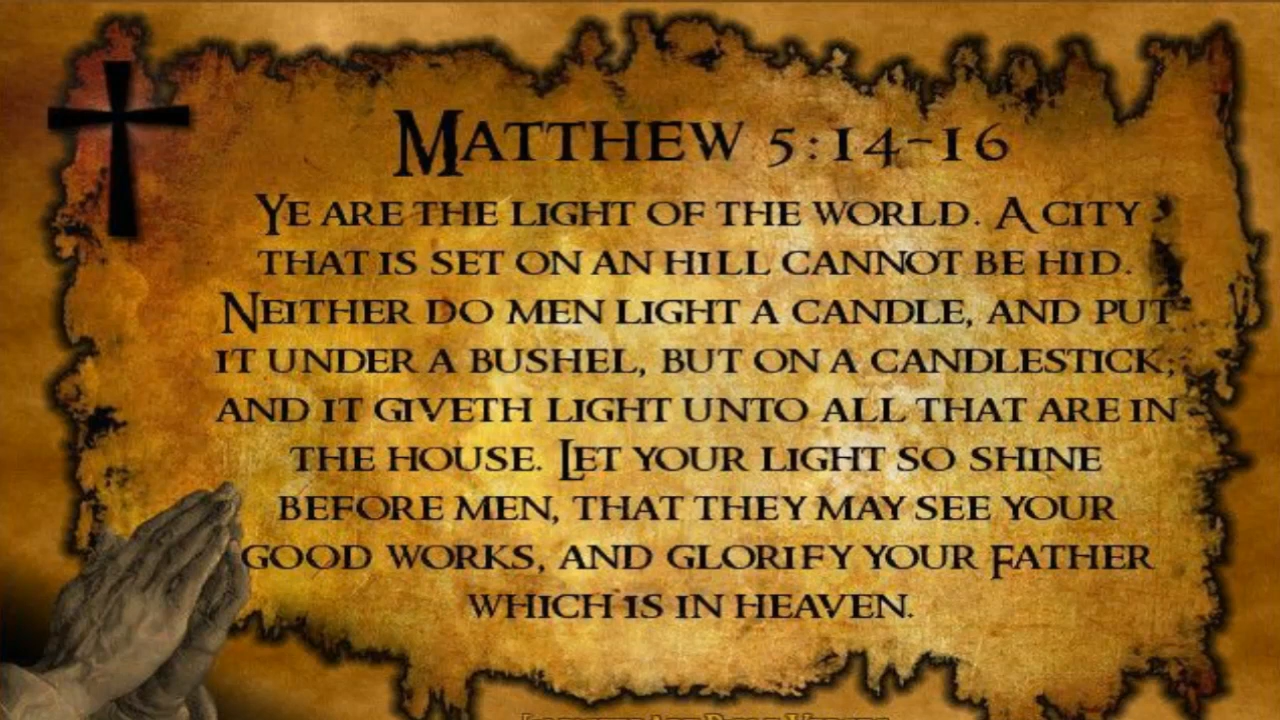 Matthew 5:14-16
Ye are the light of the world. A city
that is set on an hill cannot be hid.
Neither do men light a candle, and put
it under a bushel, but on a candlestick;
and it giveth light unto all that are in
the house. Let your light so shine
before men, that they may see your
good works, and glorify your Father
which is in heaven.